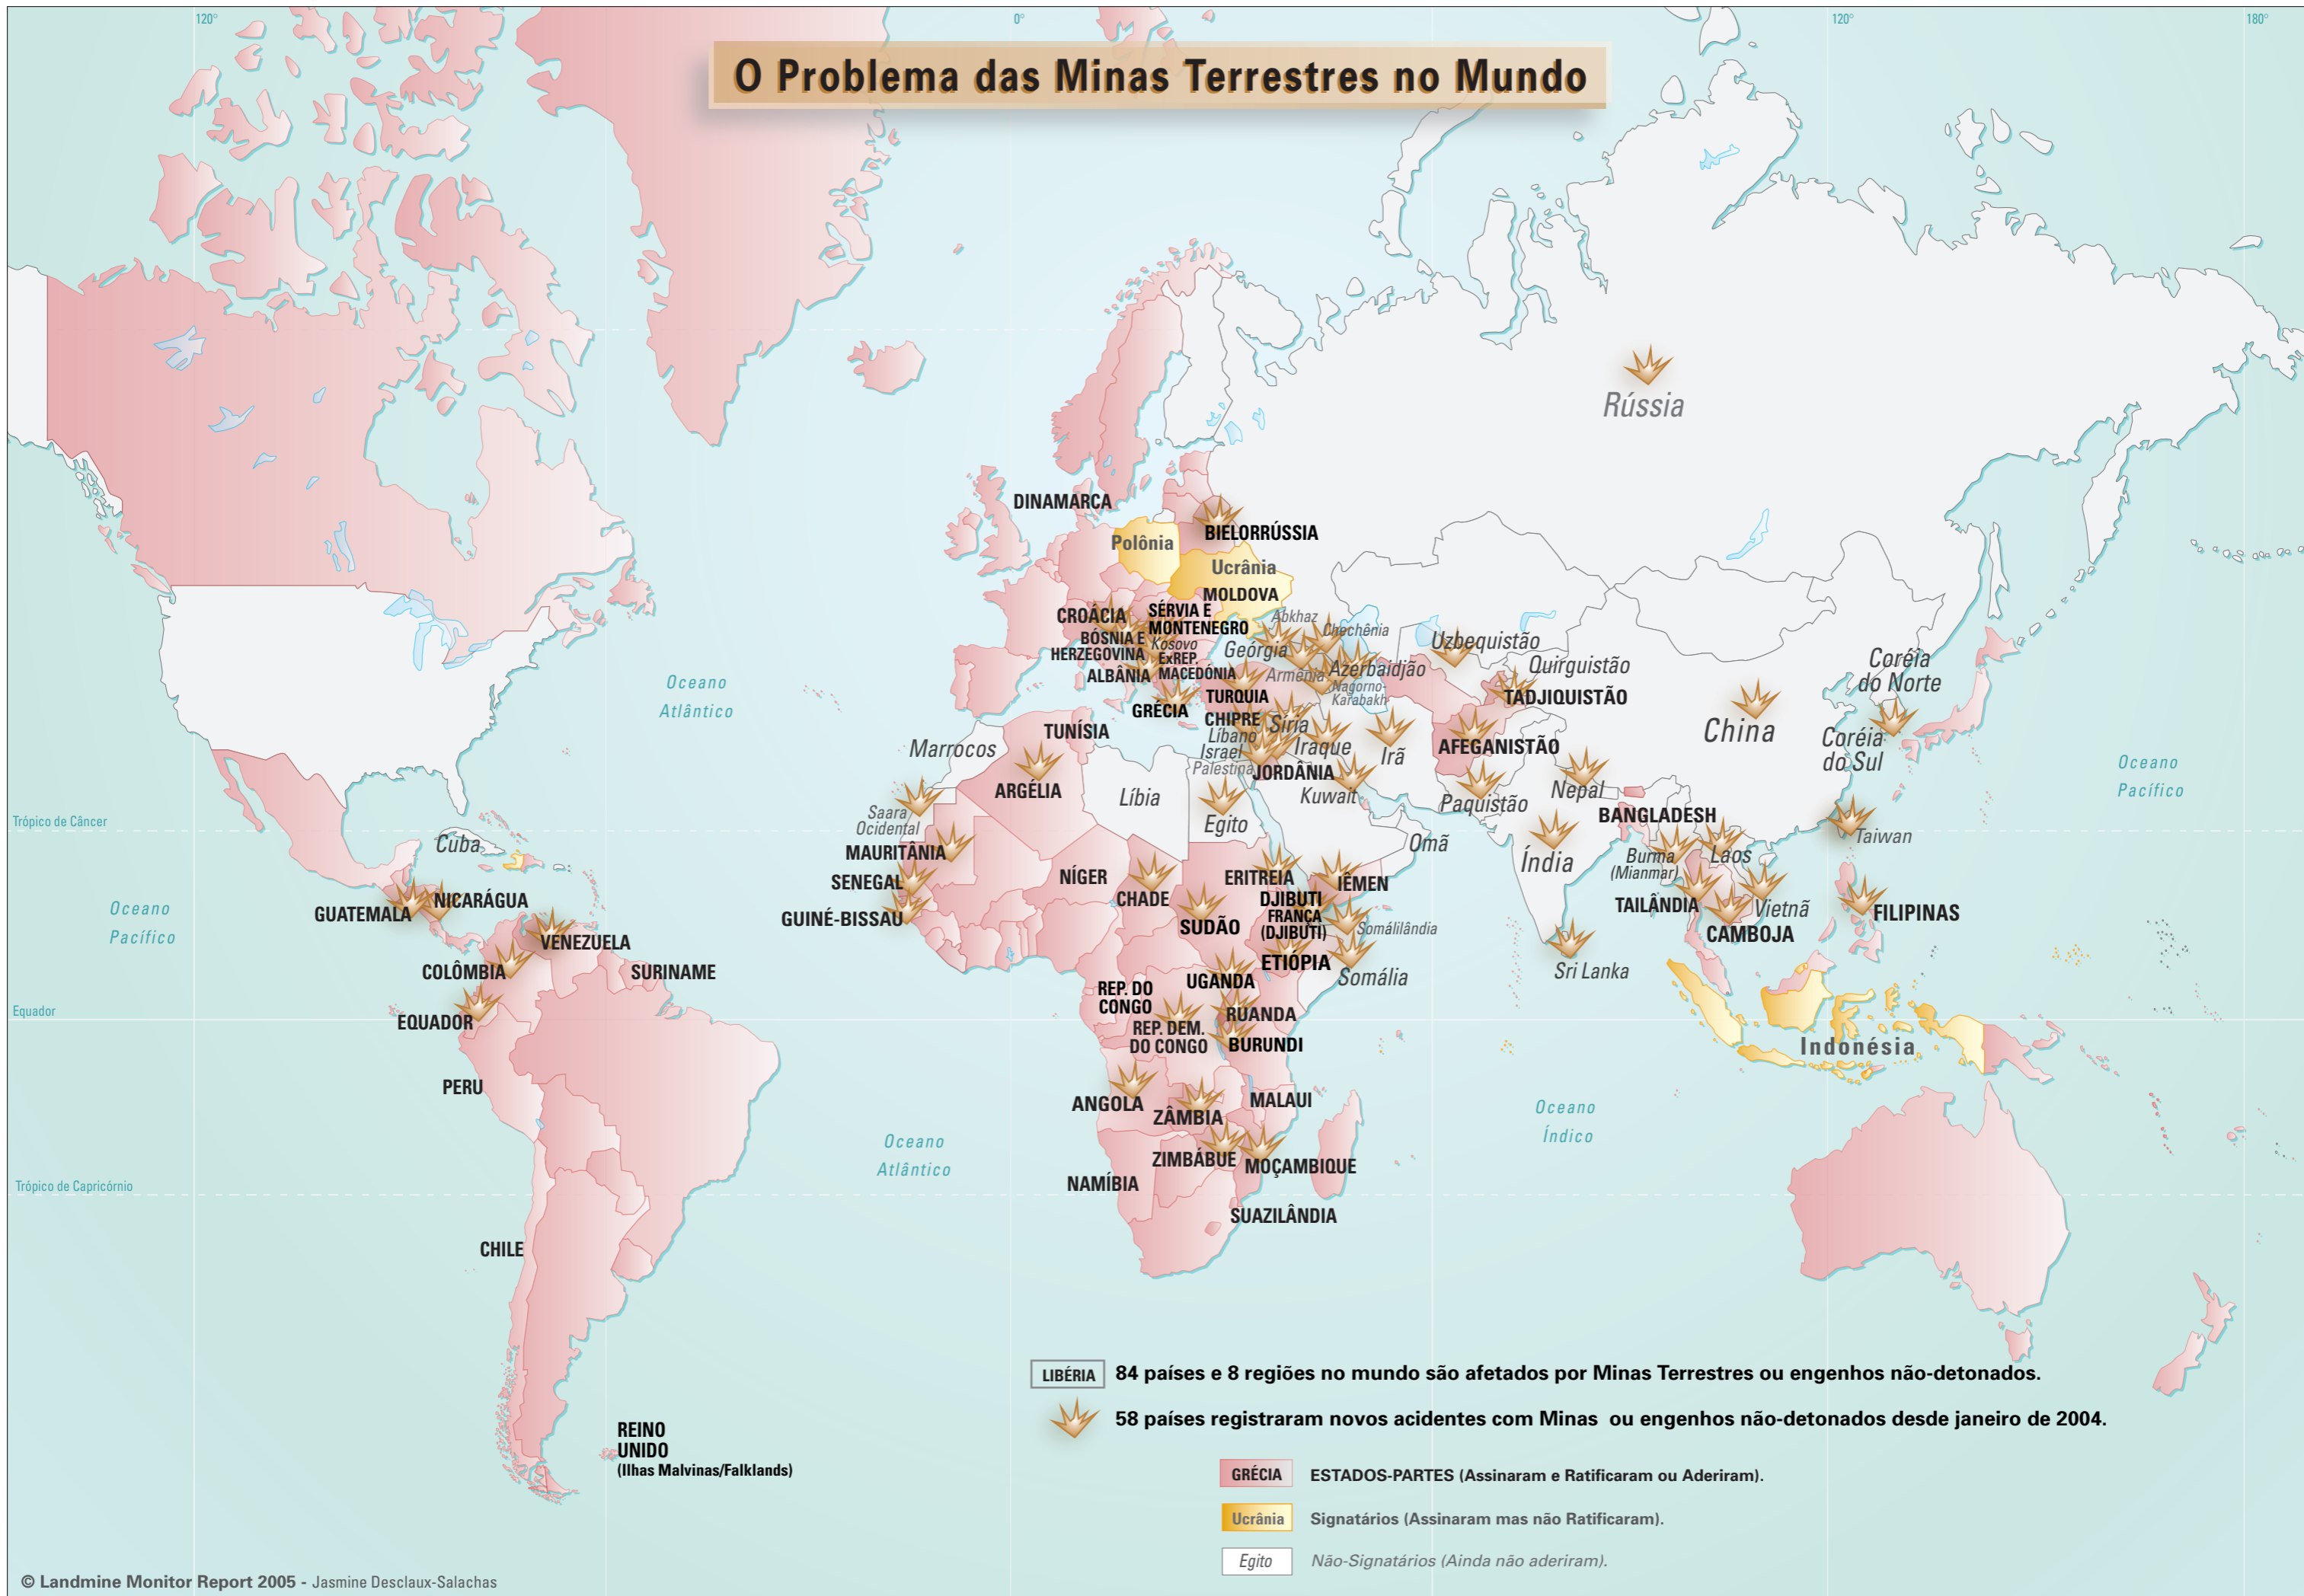 120°
0°
120°
180°
O Problema das Minas Terrestres no Mundo
Rússia
DINAMARCA
BIELORRÚSSIA
Polônia
Ucrânia
MOLDOVA
CROÁCIA
SÉRVIA E
MONTENEGRO
BÓSNIA E
HERZEGOVINA
Kosovo
ExREP.
MACEDÔNIA
ALBÂNIA
GRÉCIA
TURQUIA
Abkhaz
Chechênia
Geórgia
Armênia
Azerbaidjão
Nagorno-
Karabakh
Uzbequistão
Quirguistão
TADJIQUISTÃO
Coréia
do Norte
China
Coréia
do Sul
Oceano
Atlântico
Oceano
Pacífico
Marrocos
TUNÍSIA
CHIPRE
Líbano
Israel
Palestina
Síria
Iraque
JORDÂNIA
Irã
AFEGANISTÃO
Kuwait
Paquistão
Nepal
ARGÉLIA
Líbia
Egito
Saara
Ocidental
Trópico de Câncer
Cuba
BANGLADESH
Taiwan
Omã
Índia
Burma
(Mianmar)
Laos
MAURITÂNIA
SENEGAL
GUINÉ-BISSAU
NÍGER
CHADE
SUDÃO
ERITREIA
IÊMEN
DJIBUTI
FRANÇA
(DJIBUTI)
Somálilândia
ETIÓPIA
Somália
TAILÂNDIA
Vietnã
CAMBOJA
FILIPINAS
Sri Lanka
Oceano
Pacífico
GUATEMALA
NICARÁGUA
VENEZUELA
COLÔMBIA
SURINAME
Equador
EQUADOR
PERU
REP. DO
CONGO
UGANDA
RUANDA
REP. DEM.
DO CONGO
BURUNDI
Indonésia
ANGOLA
ZÂMBIA
MALAUI
Oceano
Índico
Oceano
Atlântico
ZIMBÁBUE
MOÇAMBIQUE
NAMÍBIA
Trópico de Capricórnio
SUAZILÂNDIA
CHILE
REINO
UNIDO
(Ilhas Malvinas/Falklands)
LIBÉRIA 84 países e 8 regiões no mundo são afetados por Minas Terrestres ou engenhos não-detonados.
58 países registraram novos acidentes com Minas ou engenhos não-detonados desde janeiro de 2004.
GRÉCIA ESTADOS-PARTES (Assinaram e Ratificaram ou Aderiram).
Ucrânia Signatários (Assinaram mas não Ratificaram).
Egito Não-Signatários (Ainda não aderiram).
© Landmine Monitor Report 2005 - Jasmine Desclaux-Salachas